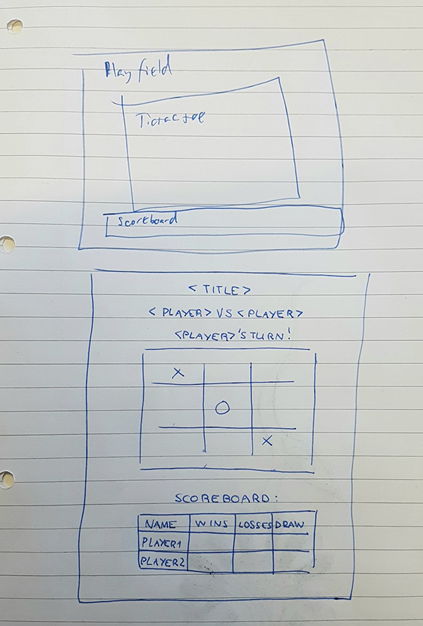 Play field
Tictactoe
Scoreboard
<TITLE>
<PLAYER> VS <PLAYER>
<PLAYER>'S TURN!
X
O
X
SCOREBOARD:
NAME WINS LOSSES DRAW
PLAYER1
PLAYER2